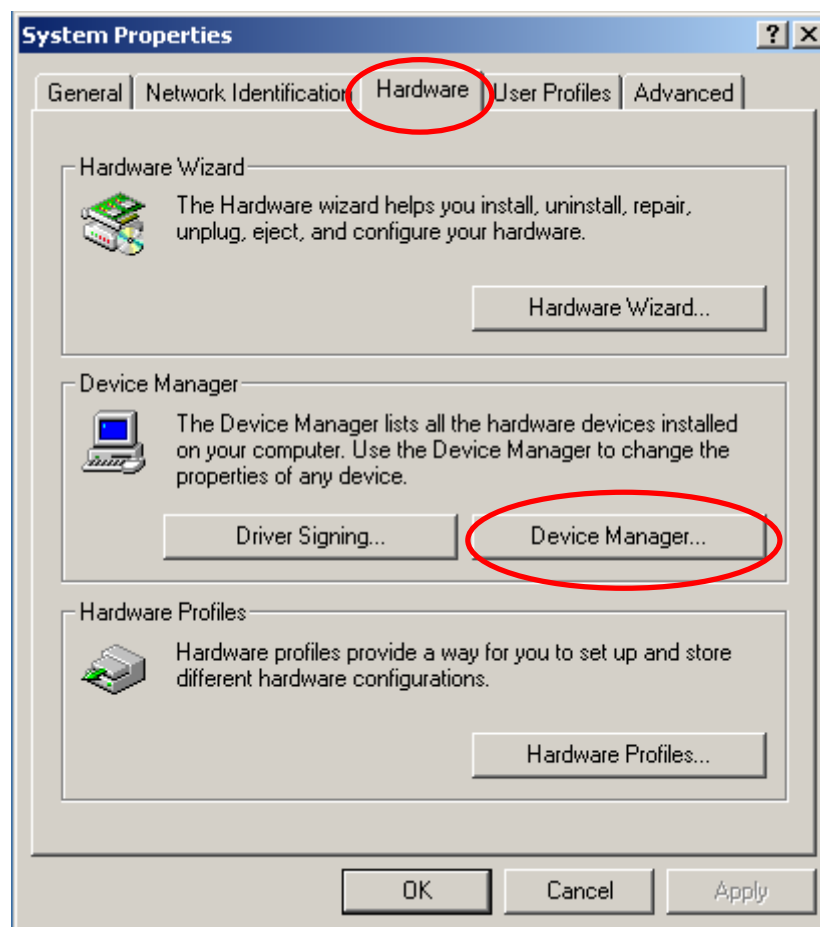 System Properties
General Network Identification Hardware User Profiles Advanced
Hardware Wizard
The Hardware wizard helps you install, uninstall, repair,
unplug, eject, and configure your hardware.
Hardware Wizard...
Device Manager
The Device Manager lists all the hardware devices installed
on your computer. Use the Device Manager to change the
properties of any device.
Driver Signing... Device Manager...
Hardware Profiles
Hardware profiles provide a way for you to set up and store
different hardware configurations.
Hardware Profiles...
OK Cancel Apply